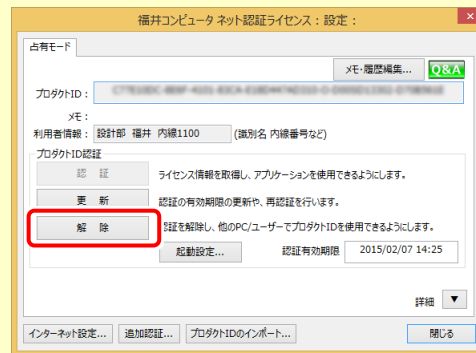 福井コンピュータ ネット認証ライセンス：設定：
×
占有モード
メモ・履歴編集... Q&A
プロダクトID：
メモ：
利用者情報： 設計部 福井 内線1100 (識別名 内線番号など)
プロダクトID認証
認 証 ライセンス情報を取得し、アプリケーションを使用できるようにします。
更 新 認証の有効期限の更新や、再認証を行います。
解 除 認証を解除し、他のPC/ユーザーでプロダクトIDを使用できるようにします。
起動設定... 認証有効期限 2015/02/07 14:25
詳細 ▼
インターネット設定... 追加認証... プロダクトIDのインポート... 閉じる